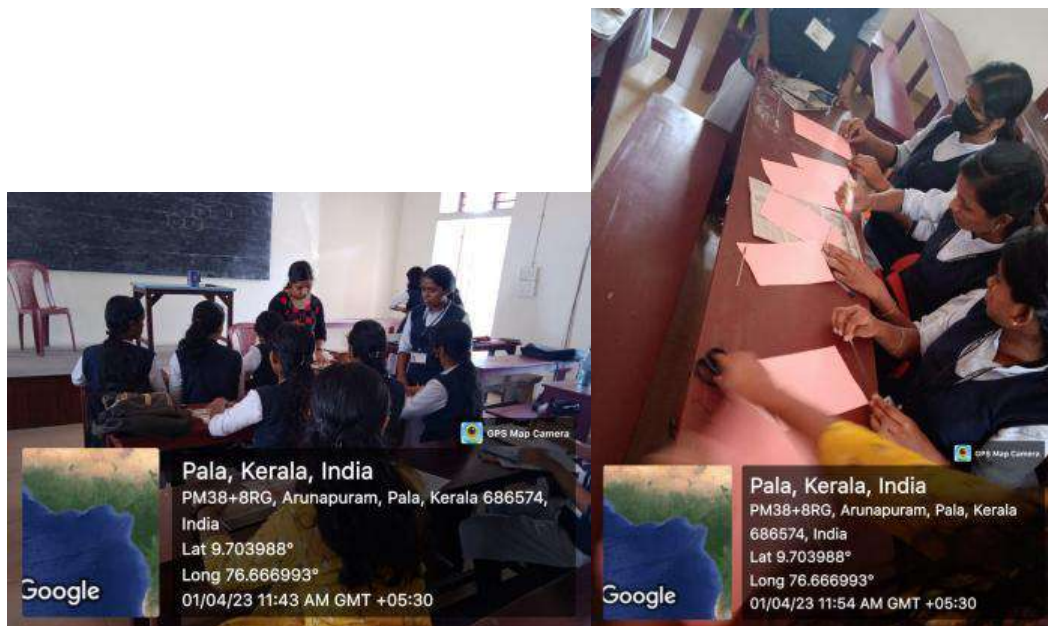 GPS Map Camera
Google
Pala, Kerala, India
PM38+8RG, Arunapuram, Pala, Kerala 686574,
India
Lat 9.703988°
Long 76.666993°
01/04/23 11:43 AM GMT +05:30
GPS Map Camera
Google
Pala, Kerala, India
PM38+8RG, Arunapuram, Pala, Kerala
686574, India
Lat 9.703988°
Long 76.666993°
01/04/23 11:54 AM GMT +05:30